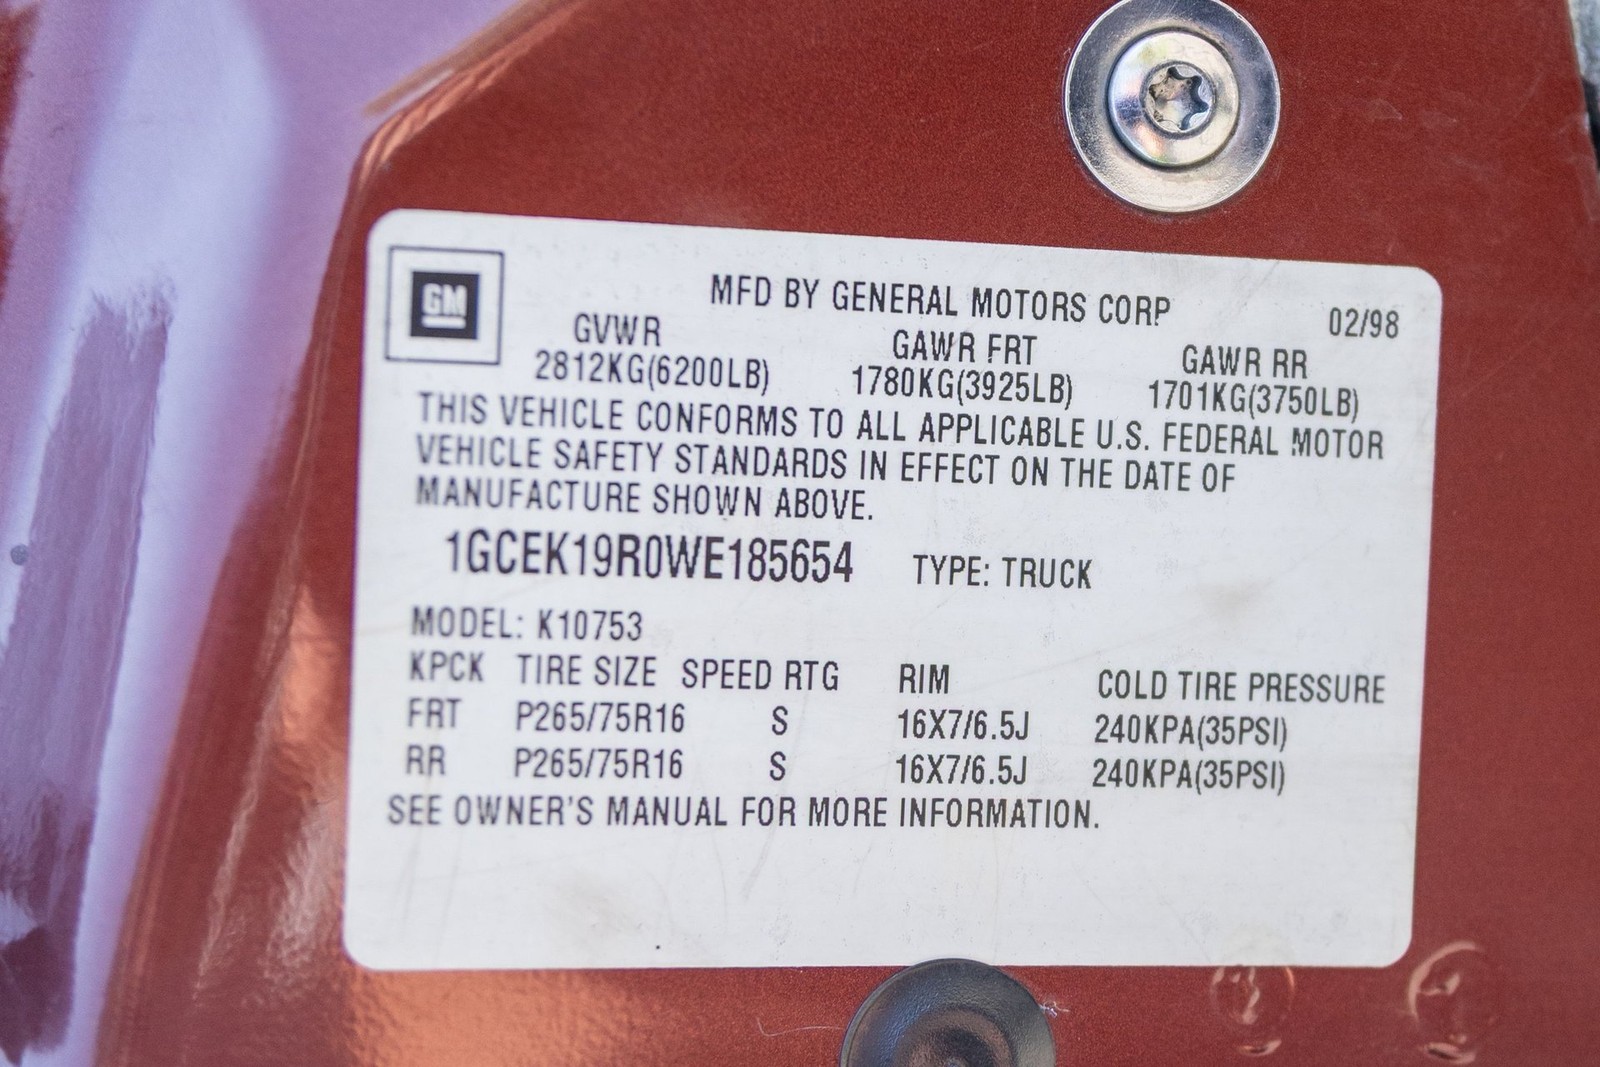 GM
MFD BY GENERAL MOTORS CORP 02/98
GVWR GAWR FRT GAWR RR
2812KG(6200LB) 1780KG(3925LB) 1701KG(3750LB)
THIS VEHICLE CONFORMS TO ALL APPLICABLE U.S. FEDERAL MOTOR
VEHICLE SAFETY STANDARDS IN EFFECT ON THE DATE OF
MANUFACTURE SHOWN ABOVE.
1GCEK19R0WE185654 TYPE: TRUCK
MODEL: K10753
KPCK TIRE SIZE SPEED RTG RIM COLD TIRE PRESSURE
FRT P265/75R16 S 16X7/6.5J 240KPA(35PSI)
RR P265/75R16 S 16X7/6.5J 240KPA(35PSI)
SEE OWNER'S MANUAL FOR MORE INFORMATION.